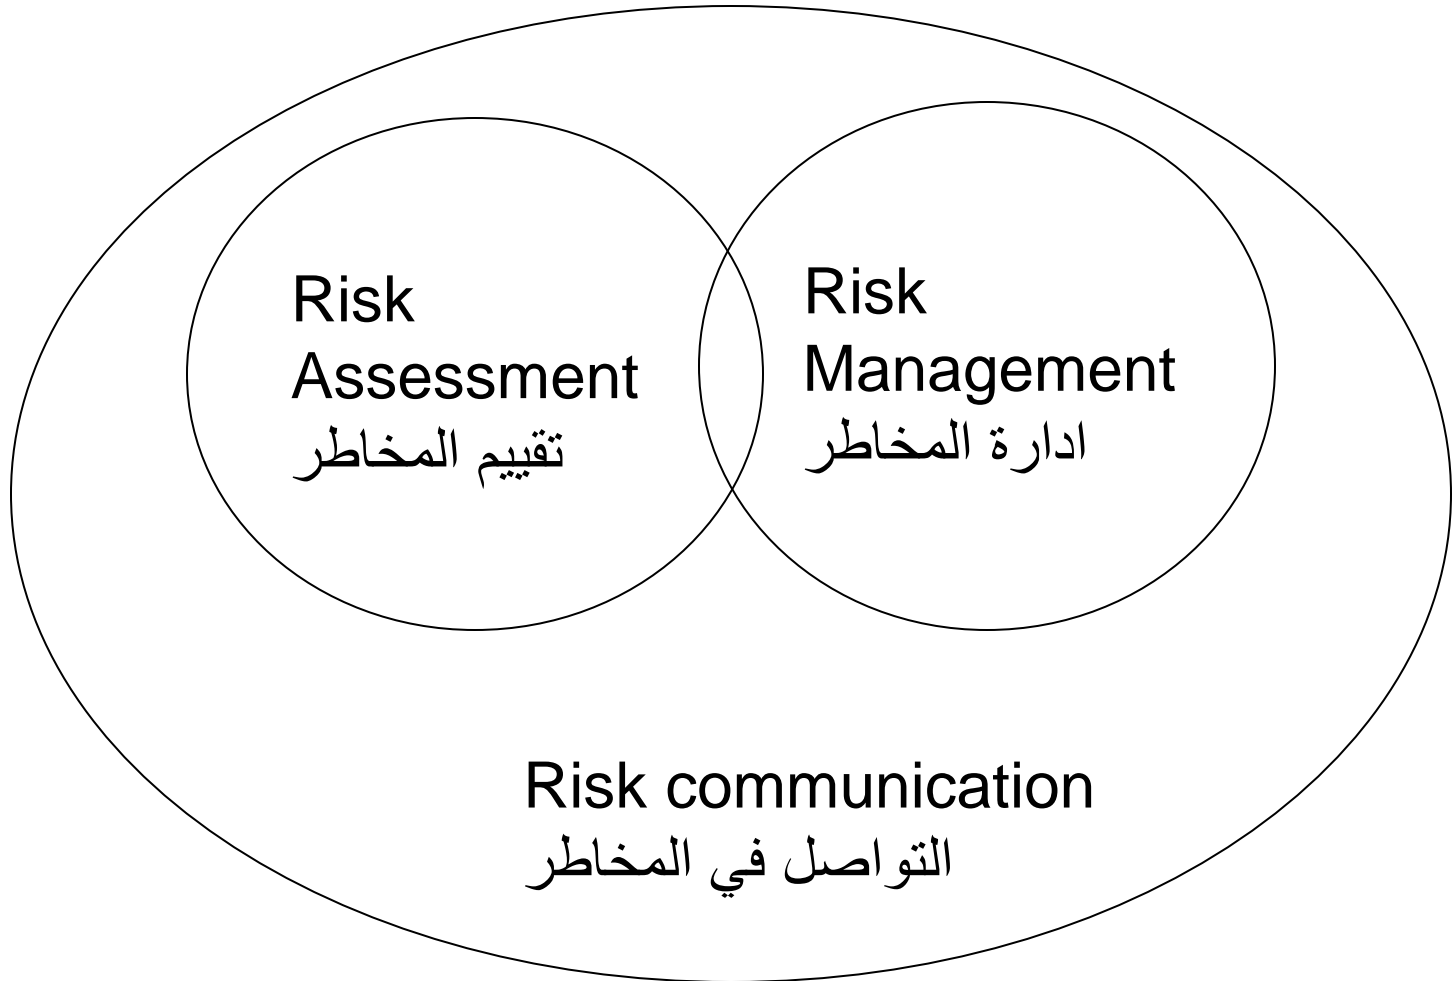 Risk
Assessment
تقييم المخاطر
Risk
Management
ادارة المخاطر
Risk communication
التواصل في المخاطر